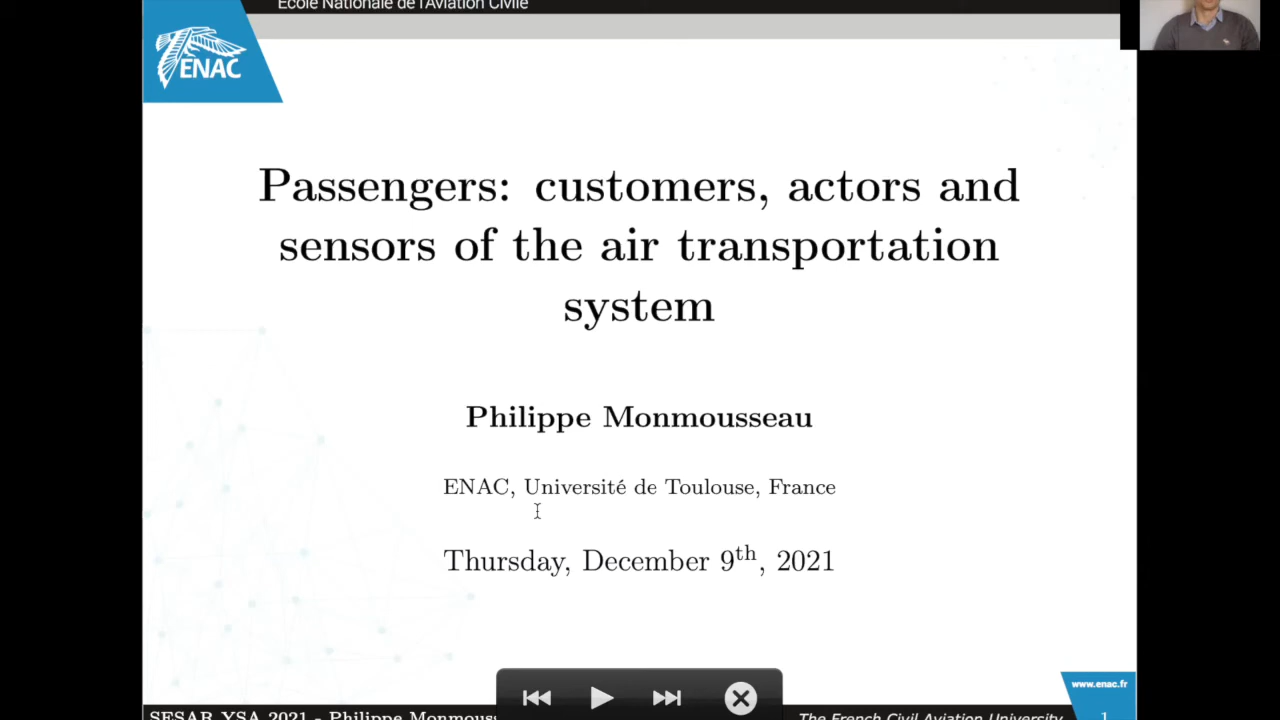 École Nationale de l'Aviation Civile
ENAC
Passengers: customers, actors and
sensors of the air transportation
system
Philippe Monmousseau
ENAC, Université de Toulouse, France
Thursday, December 9th, 2021
www.enac.fr
SESAR YSA 2021 - Philippe Monmouss
The French Civil Aviation University
1